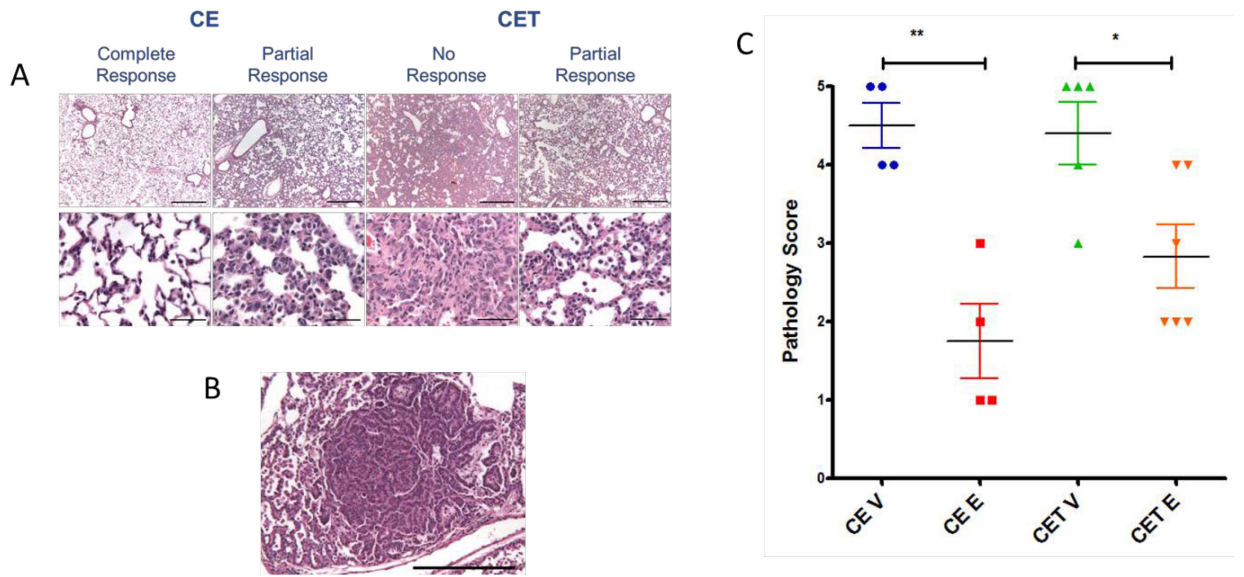 A
CE
CET
Complete
Response
Partial
Response
No
Response
Partial
Response
B
C
**
*
Pathology Score
5
4
3
2
1
0
CE V
CE E
CET V
CET E